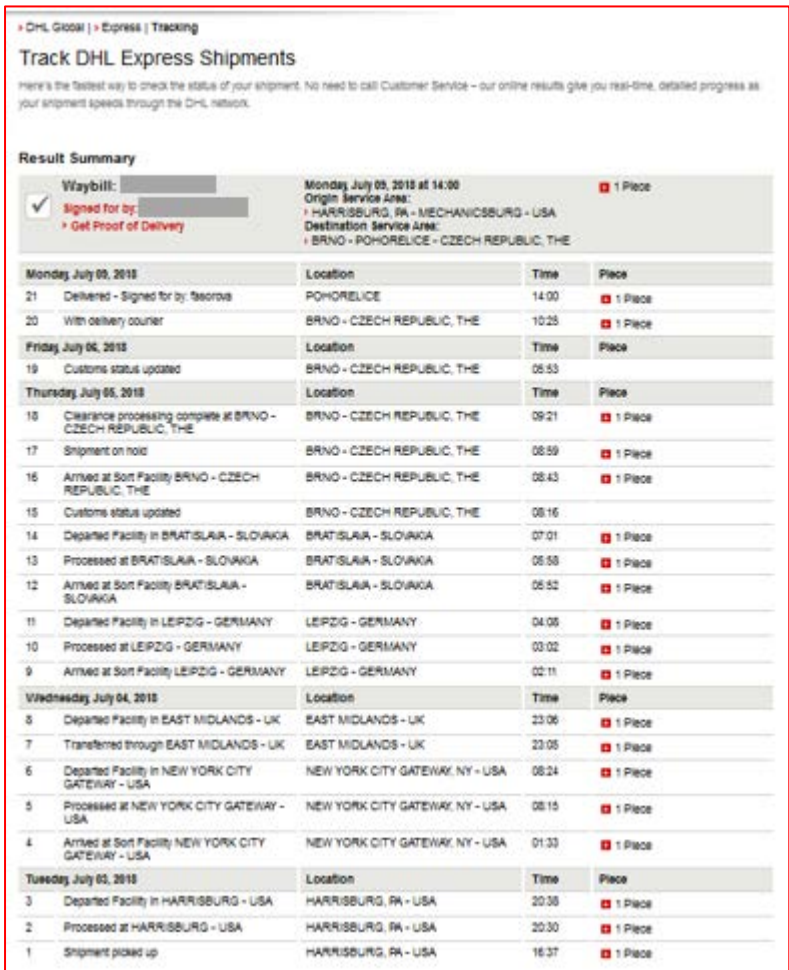 DHL Global | Express | Tracking
Track DHL Express Shipments
Here's the fastest way to check the status of your shipment. No need to call Customer Service – our online results give you real-time, detailed progress as
your shipment speeds through the DHL network.
Result Summary
Waybill:
Signed for by:
Get Proof of Delivery
Monday, July 09, 2018 at 14:00
Origin Service Area:
HARRISBURG, PA - MECHANICSBURG - USA
Destination Service Area:
BRNO - POHORELICE - CZECH REPUBLIC, THE
1 Piece
Monday, July 09, 2018 Location Time Piece
21 Delivered - Signed for by: fasorova POHORELICE 14:00 1 Piece
20 With delivery courier BRNO - CZECH REPUBLIC, THE 10:25 1 Piece
Friday, July 06, 2018 Location Time Piece
19 Customs status updated BRNO - CZECH REPUBLIC, THE 05:53
Thursday, July 05, 2018 Location Time Piece
18 Clearance processing complete at BRNO - BRNO - CZECH REPUBLIC, THE 09:21 1 Piece
CZECH REPUBLIC, THE
17 Shipment on hold BRNO - CZECH REPUBLIC, THE 08:59 1 Piece
16 Arrived at Sort Facility BRNO - CZECH BRNO - CZECH REPUBLIC, THE 08:43 1 Piece
REPUBLIC, THE
15 Customs status updated BRNO - CZECH REPUBLIC, THE 08:16
14 Departed Facility in BRATISLAVA - SLOVAKIA BRATISLAVA - SLOVAKIA 07:01 1 Piece
13 Processed at BRATISLAVA - SLOVAKIA BRATISLAVA - SLOVAKIA 05:58 1 Piece
12 Arrived at Sort Facility BRATISLAVA - BRATISLAVA - SLOVAKIA 05:52 1 Piece
SLOVAKIA
11 Departed Facility in LEIPZIG - GERMANY LEIPZIG - GERMANY 04:08 1 Piece
10 Processed at LEIPZIG - GERMANY LEIPZIG - GERMANY 03:02 1 Piece
9 Arrived at Sort Facility LEIPZIG - GERMANY LEIPZIG - GERMANY 02:11 1 Piece
Wednesday, July 04, 2018 Location Time Piece
8 Departed Facility in EAST MIDLANDS - UK EAST MIDLANDS - UK 23:06 1 Piece
7 Transferred through EAST MIDLANDS - UK EAST MIDLANDS - UK 23:05 1 Piece
6 Departed Facility in NEW YORK CITY NEW YORK CITY GATEWAY, NY - USA 08:24 1 Piece
GATEWAY - USA
5 Processed at NEW YORK CITY GATEWAY - NEW YORK CITY GATEWAY, NY - USA 08:15 1 Piece
USA
4 Arrived at Sort Facility NEW YORK CITY NEW YORK CITY GATEWAY, NY - USA 01:33 1 Piece
GATEWAY - USA
Tuesday, July 03, 2018 Location Time Piece
3 Departed Facility in HARRISBURG - USA HARRISBURG, PA - USA 20:38 1 Piece
2 Processed at HARRISBURG - USA HARRISBURG, PA - USA 20:30 1 Piece
1 Shipment picked up HARRISBURG, PA - USA 16:37 1 Piece